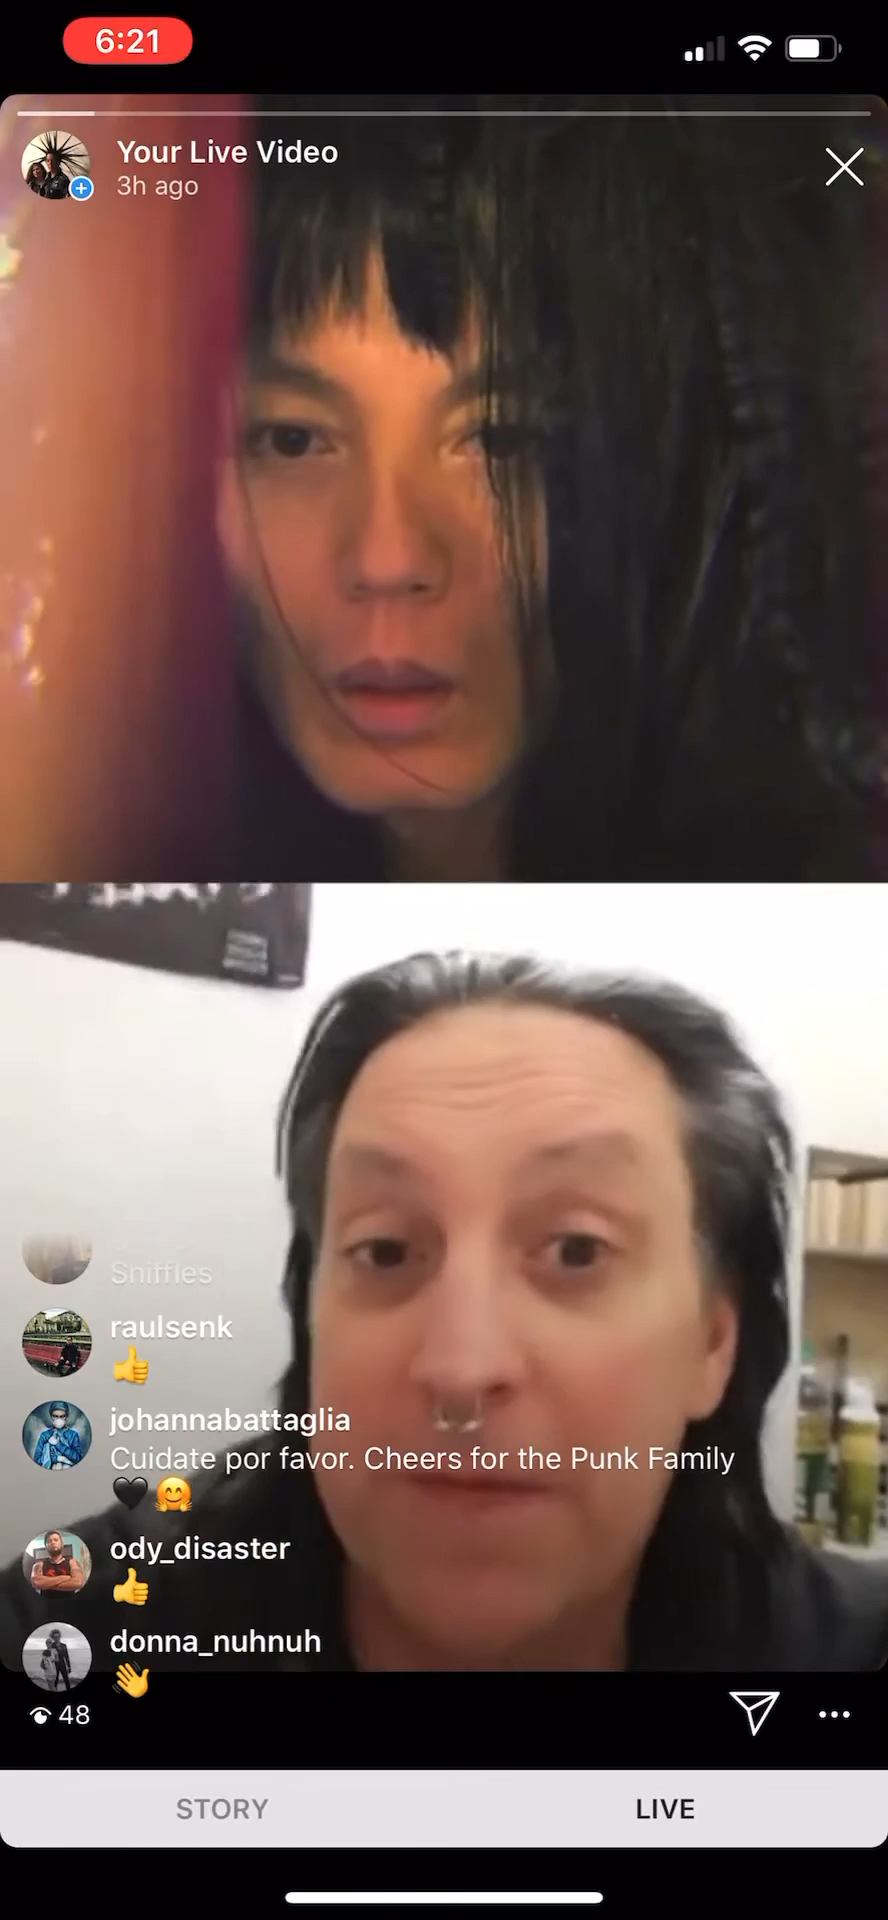 6:21
Your Live Video
3h ago
Sniffles
raulsenk
👍
johannabattaglia
Cuidate por favor. Cheers for the Punk Family
🖤🤗
ody_disaster
👍
donna_nuhnuh
👋
48
STORY
LIVE